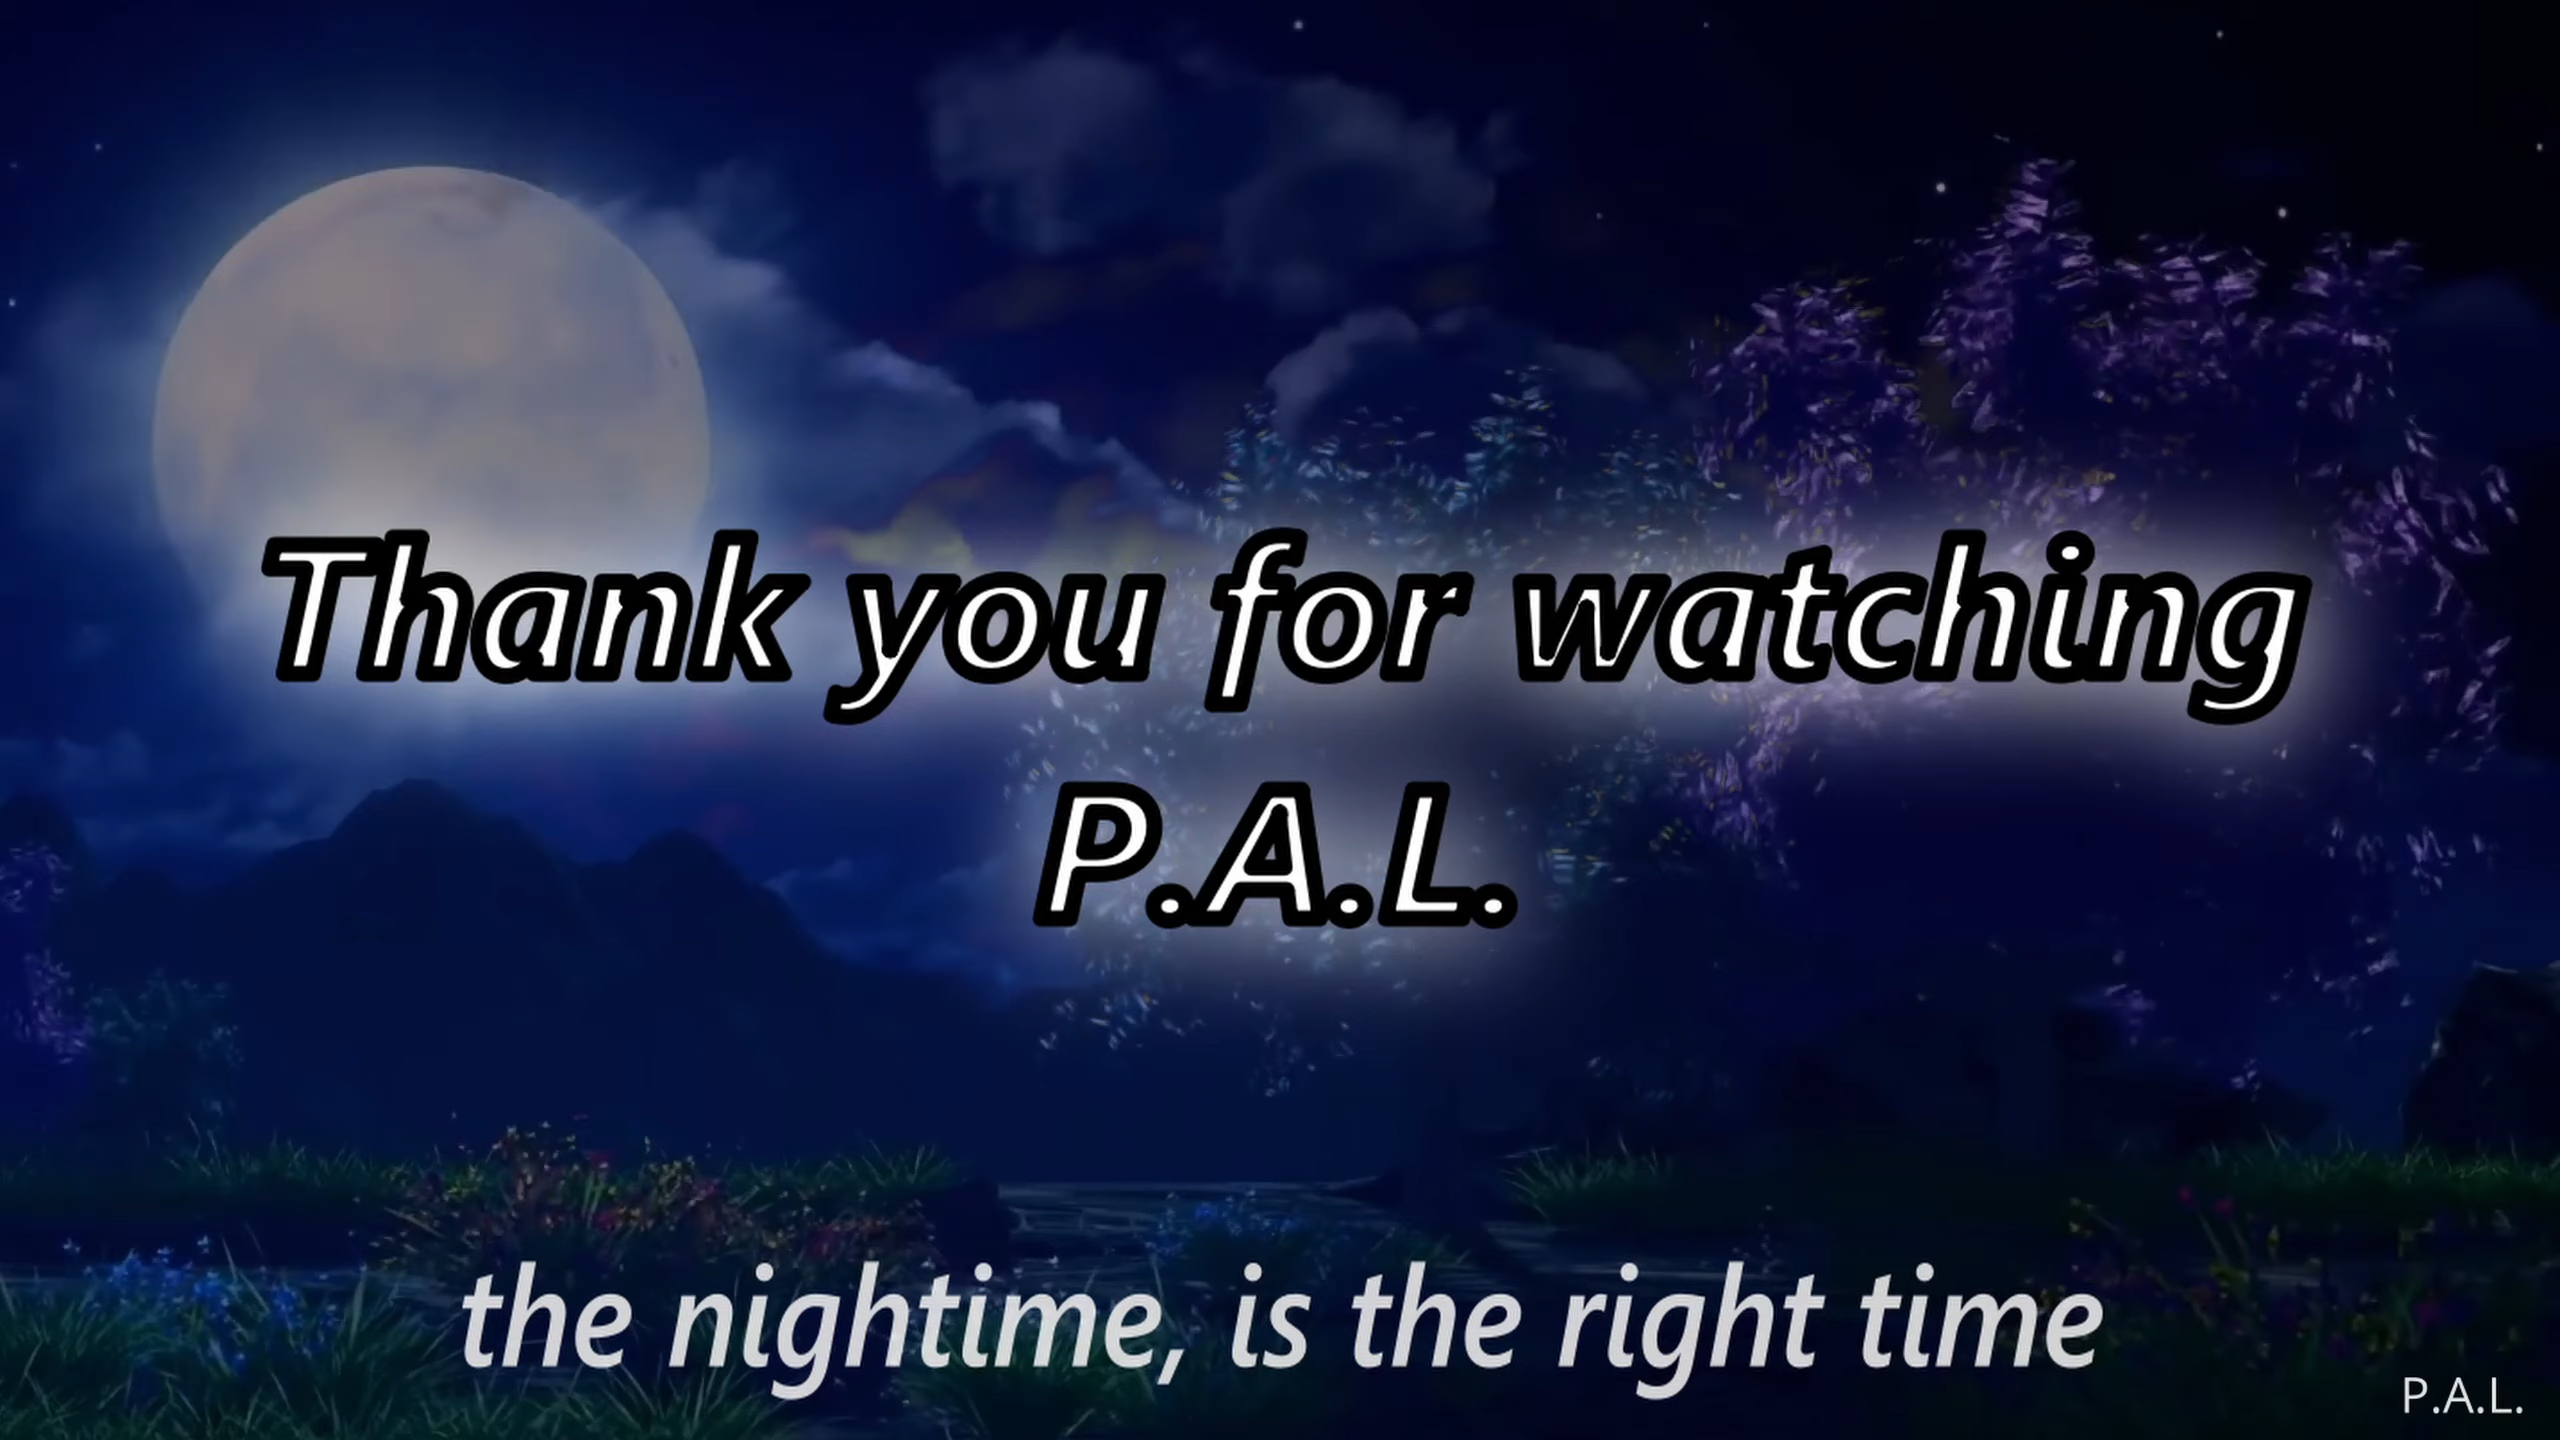 Thank you for watching
P.A.L.
the nightime, is the right time
P.A.L.